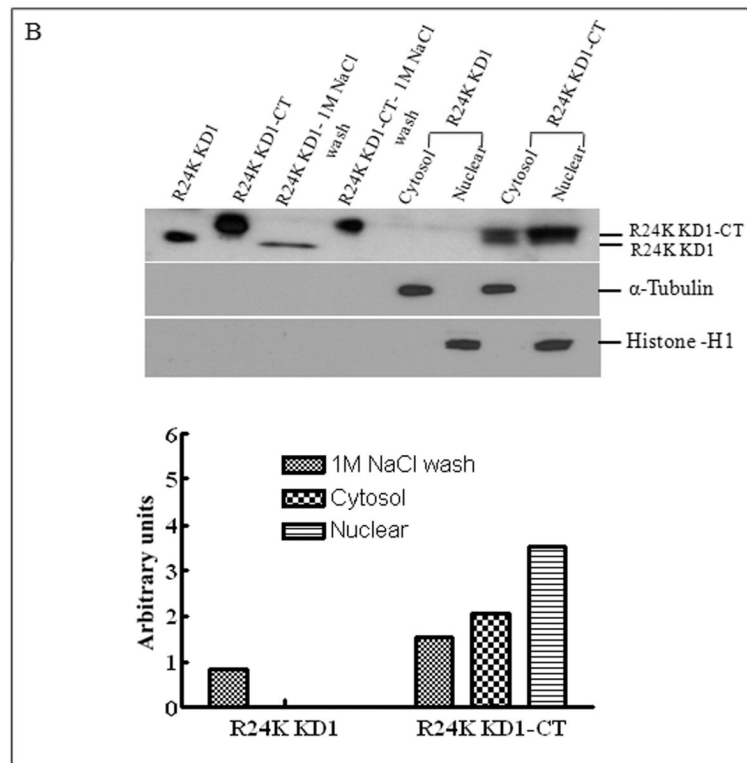 B
R24K KD1
R24K KD1-CT
R24K KD1- 1M NaCl
wash
R24K KD1-CT- 1M NaCl
wash
Cytosol
Nuclear
R24K KD1
Cytosol
Nuclear
R24K KD1-CT
R24K KD1-CT
R24K KD1
α-Tubulin
Histone -H1
Arbitrary units
6
5
4
3
2
1
0
1M NaCl wash
Cytosol
Nuclear
R24K KD1
R24K KD1-CT